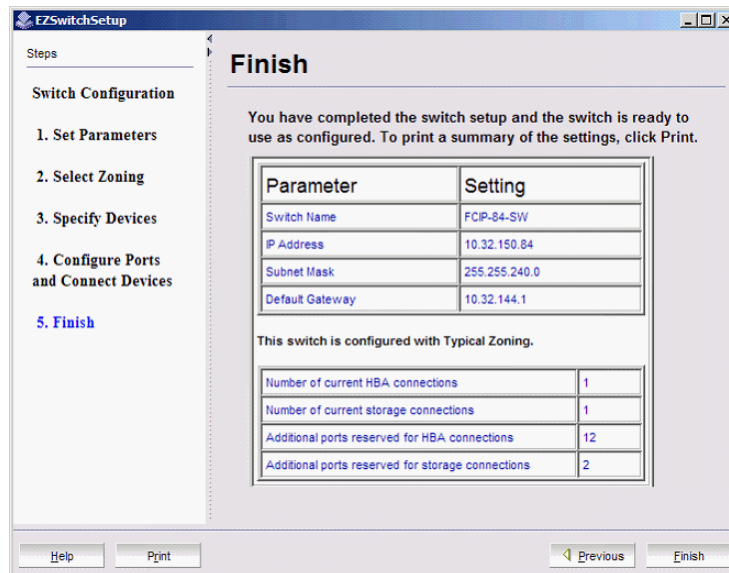 EZSwitchSetup
Steps
Switch Configuration
1. Set Parameters
2. Select Zoning
3. Specify Devices
4. Configure Ports
and Connect Devices
5. Finish
Finish
You have completed the switch setup and the switch is ready to
use as configured. To print a summary of the settings, click Print.
Parameter Setting
Switch Name FCIP-84-SW
IP Address 10.32.150.84
Subnet Mask 255.255.240.0
Default Gateway 10.32.144.1
This switch is configured with Typical Zoning.
Number of current HBA connections 1
Number of current storage connections 1
Additional ports reserved for HBA connections 12
Additional ports reserved for storage connections 2
Help Print Previous Finish